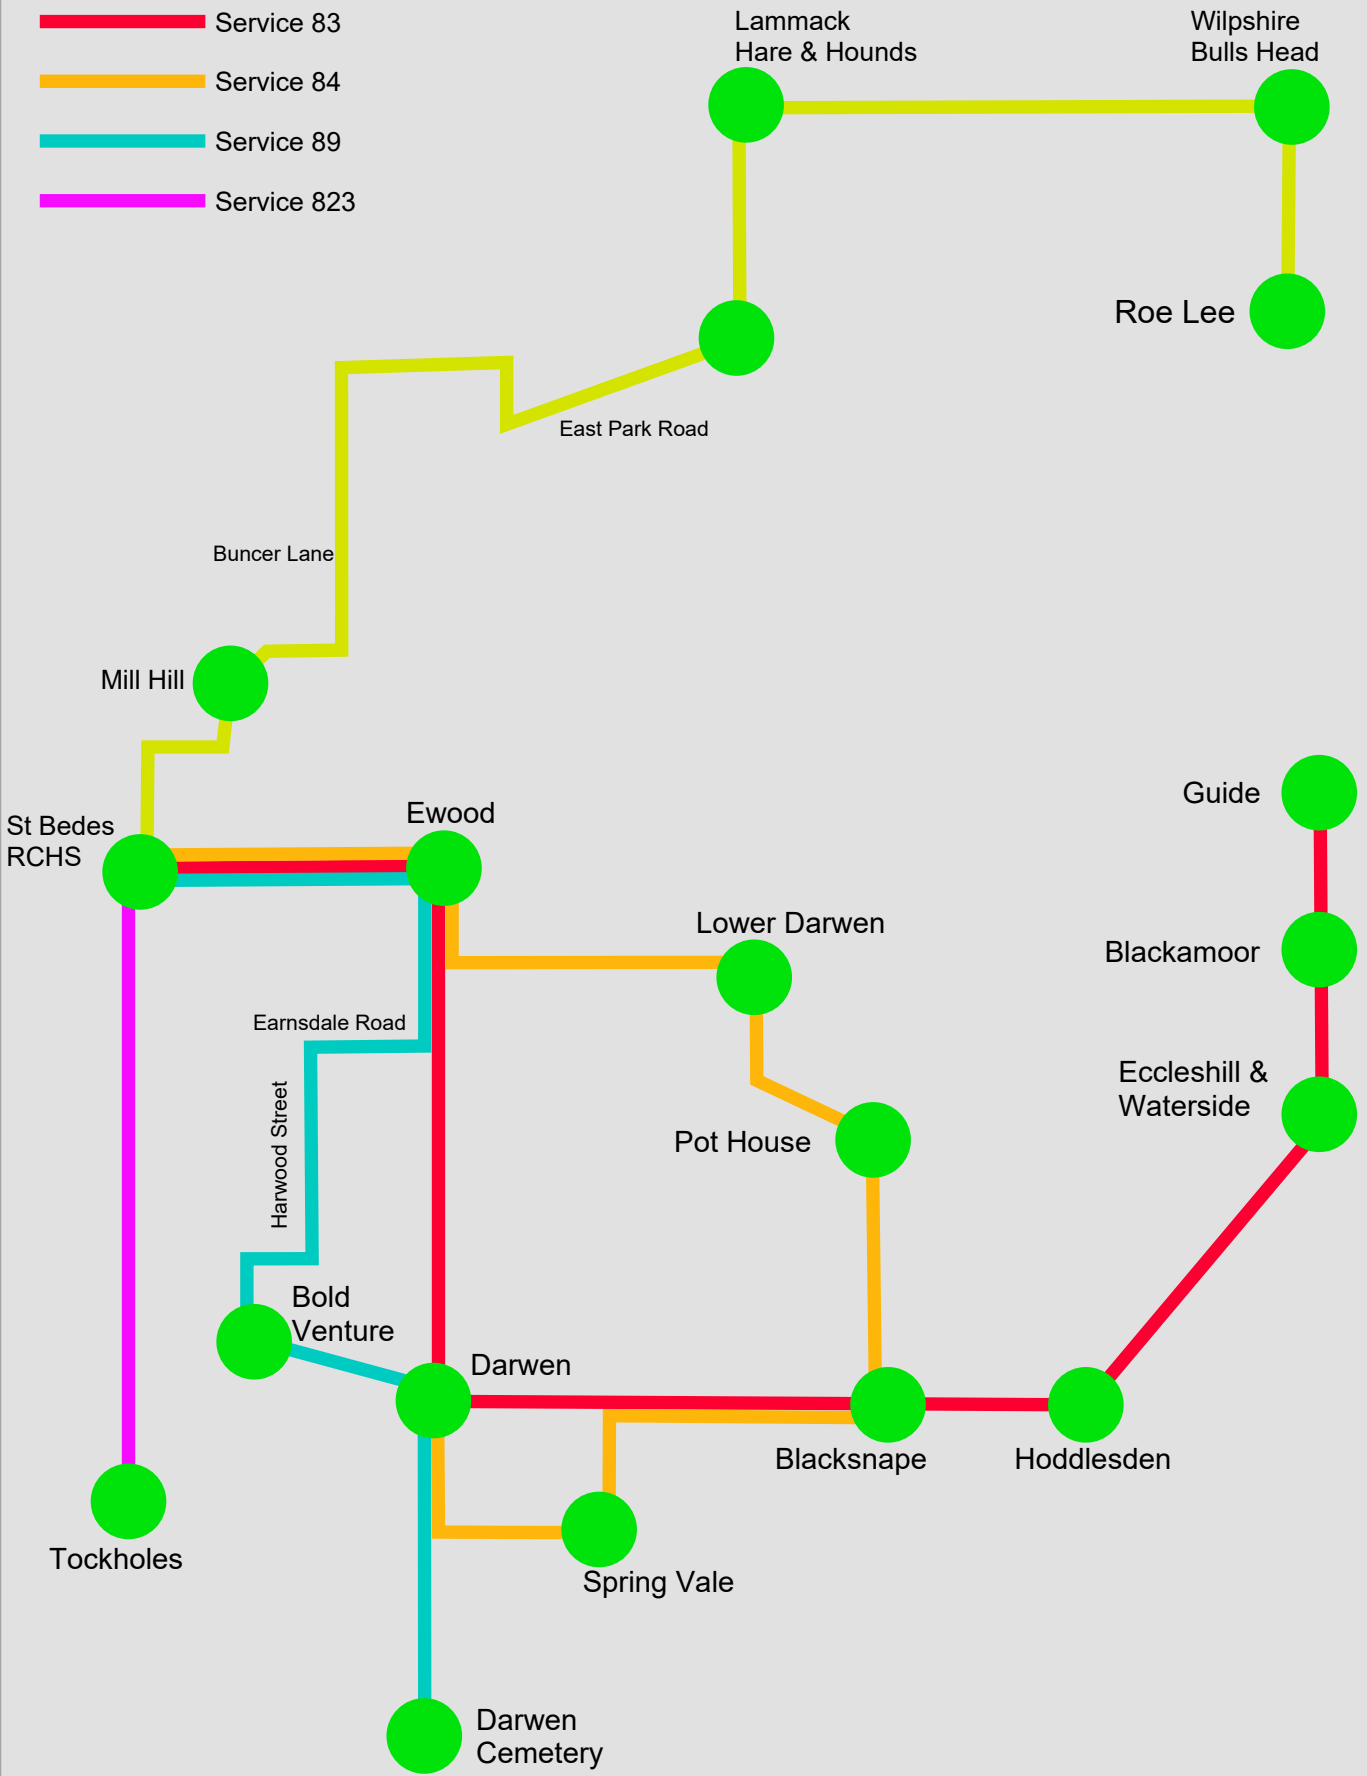 Service 83
Service 84
Service 89
Service 823
Lammack
Hare & Hounds
Wilpshire
Bulls Head
Roe Lee
East Park Road
Buncer Lane
Mill Hill
St Bedes
RCHS
Ewood
Guide
Lower Darwen
Blackamoor
Earnsdale Road
Harwood Street
Eccleshill &
Waterside
Pot House
Bold
Venture
Darwen
Blacksnape
Hoddlesden
Tockholes
Spring Vale
Darwen
Cemetery